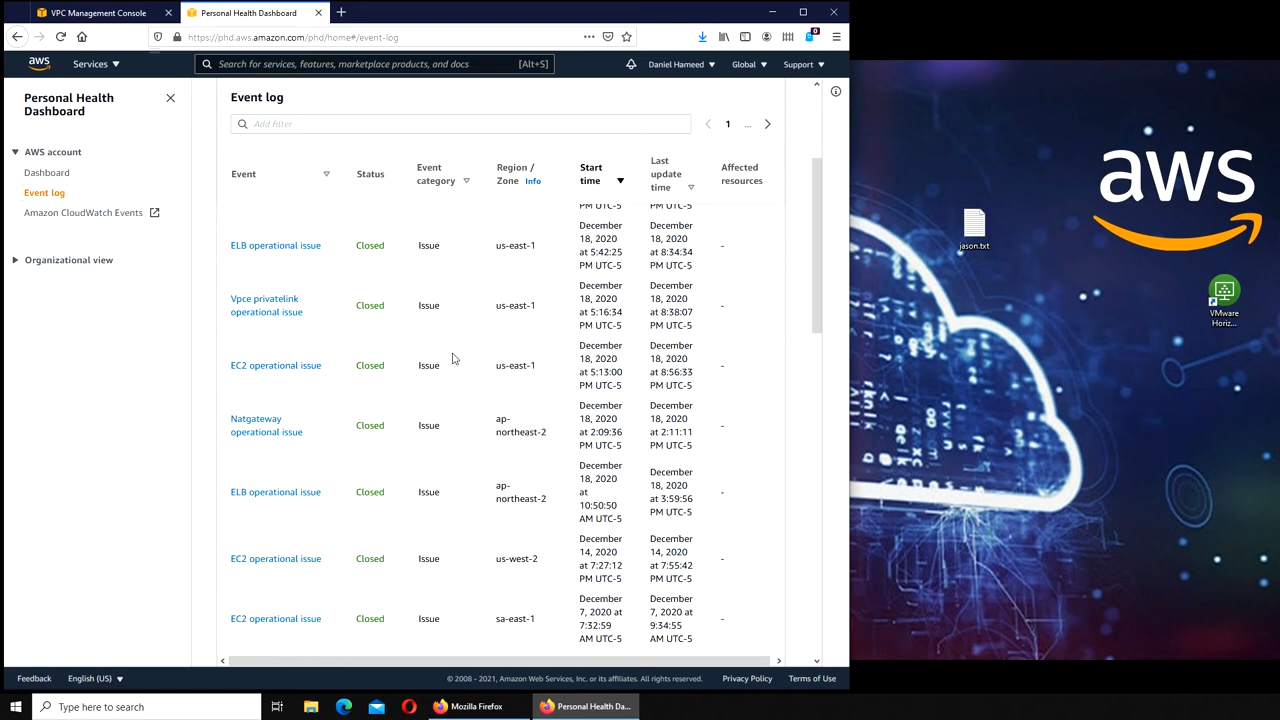 VPC Management Console
Personal Health Dashboard
https://phd.aws.amazon.com/phd/home#/event-log
0
aws
Services
Search for services, features, marketplace products, and docs
[Alt+S]
Daniel Hameed
Global
Support
Personal Health
Dashboard
AWS account
Dashboard
Event log
Amazon CloudWatch Events
Organizational view
Event log
Add filter
1
...
Event
Status
Event
category
Region /
Zone Info
Start
time
Last
update
time
Affected
resources
PM UTC-5
PM UTC-5
ELB operational issue
Closed
Issue
us-east-1
December
18, 2020
at 5:42:25
PM UTC-5
December
18, 2020
at 8:34:34
PM UTC-5
-
Vpce privatelink
operational issue
Closed
Issue
us-east-1
December
18, 2020
at 5:16:34
PM UTC-5
December
18, 2020
at 8:38:07
PM UTC-5
-
EC2 operational issue
Closed
Issue
us-east-1
December
18, 2020
at 5:13:00
PM UTC-5
December
18, 2020
at 8:56:33
PM UTC-5
-
Natgateway
operational issue
Closed
Issue
ap-
northeast-2
December
18, 2020
at 2:09:36
PM UTC-5
December
18, 2020
at 2:11:11
PM UTC-5
-
ELB operational issue
Closed
Issue
ap-
northeast-2
December
18, 2020
at
10:50:50
AM UTC-5
December
18, 2020
at 3:59:56
PM UTC-5
-
EC2 operational issue
Closed
Issue
us-west-2
December
14, 2020
at 7:27:12
PM UTC-5
December
14, 2020
at 7:55:42
PM UTC-5
-
EC2 operational issue
Closed
Issue
sa-east-1
December
7, 2020 at
7:32:59
AM UTC-5
December
7, 2020 at
9:34:55
AM UTC-5
-
Feedback
English (US)
© 2008 - 2021, Amazon Web Services, Inc. or its affiliates. All rights reserved.
Privacy Policy
Terms of Use
Type here to search
Mozilla Firefox
Personal Health Da...
aws
jason.txt
VMware
Horiz...